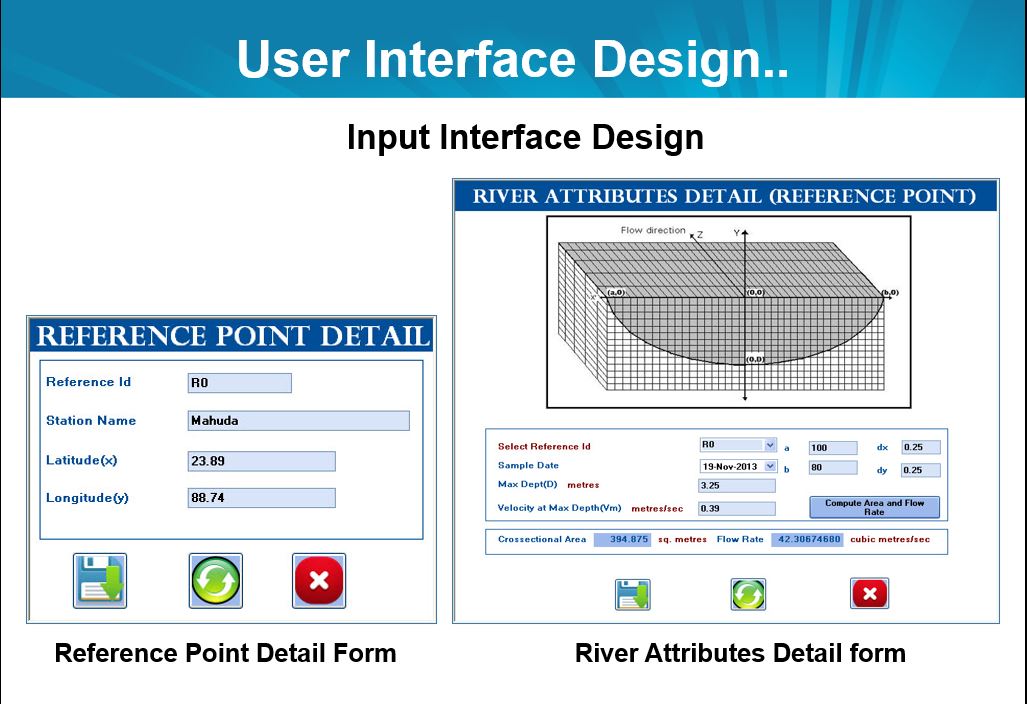 User Interface Design..
Input Interface Design
REFERENCE POINT DETAIL
Reference Id R0
Station Name Mahuda
Latitude(x) 23.89
Longitude(y) 88.74
Reference Point Detail Form
RIVER ATTRIBUTES DETAIL (REFERENCE POINT)
Flow direction Z Y
X' (a,0) (0,0) (b,0)
(0,0)
Select Reference Id R0 a 100 dx 0.25
Sample Date 19-Nov-2013 b 80 dy 0.25
Max Dept(D) metres 3.25
Velocity at Max Depth(Vm) metres/sec 0.39
Compute Area and Flow
Rate
Crossectional Area 394.875 sq. metres Flow Rate 42.30674680 cubic metres/sec
River Attributes Detail form